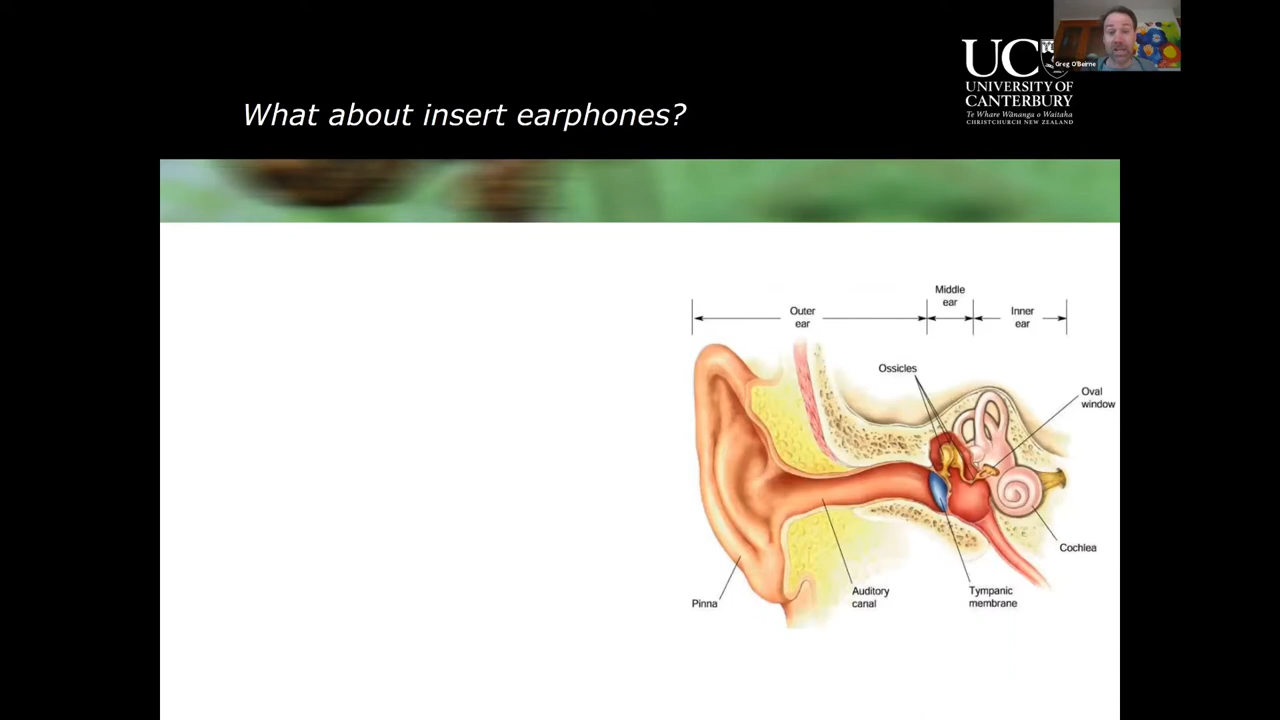 What about insert earphones?
UC
UNIVERSITY OF
CANTERBURY
Te Whare Wānanga o Waitaha
CHRISTCHURCH NEW ZEALAND
Greg O'Beirne
Outer
ear
Middle
ear
Inner
ear
Ossicles
Oval
window
Cochlea
Tympanic
membrane
Auditory
canal
Pinna